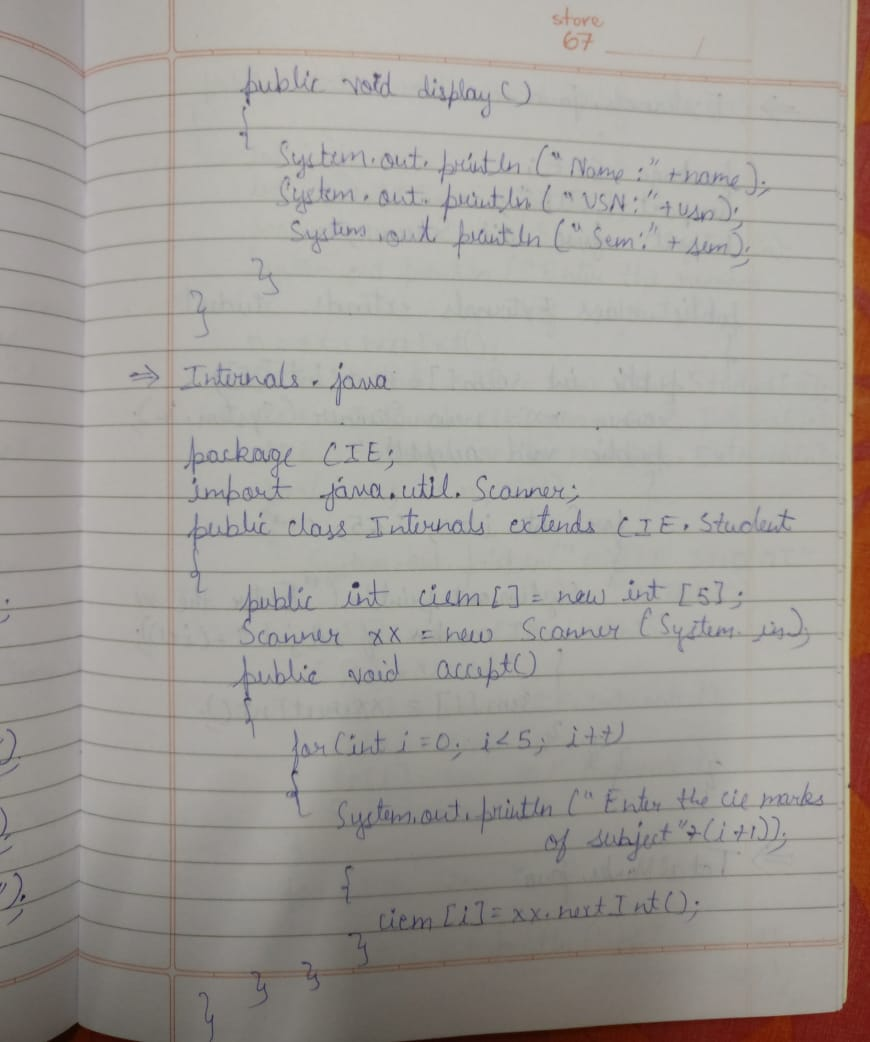 store
67
public void display()
{
System.out.println ("Name:" +name);
System.out.println ("USN:"+usn);
System.out println ("Sem:"+sem);
}
}
⇒ Internals.java
package CIE;
import java.util.Scanner;
public class Internals extends CIE.Student
{
public int ciem[]=new int [5];
Scanner xx = new Scanner (System.in);
public void accept()
{
for(int i=0; i<5; i++)
{
System.out.println ("Enter the cie marks
of subject"+(i+1));
{
ciem[i]=xx.nextInt();
}
} } }